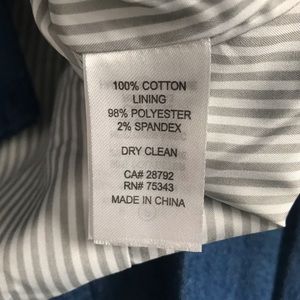 100% COTTON
LINING
98% POLYESTER
2% SPANDEX
DRY CLEAN
CA# 28792
RN# 75343
MADE IN CHINA